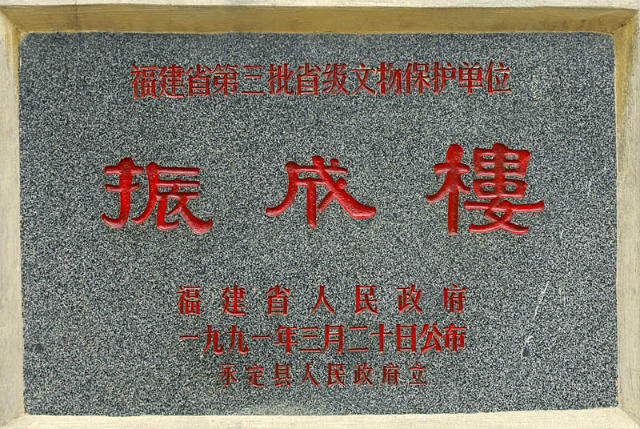 福建省第三批省级文物保护单位
振成楼
福建省人民政府
一九九一年三月二十日公布
永定县人民政府立